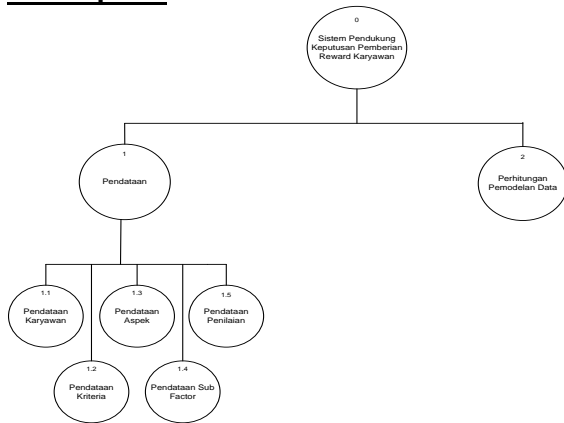 0
Sistem Pendukung
Keputusan Pemberian
Reward Karyawan
1
Pendataan
2
Perhitungan
Pemodelan Data
1.1
Pendataan
Karyawan
1.2
Pendataan
Kriteria
1.3
Pendataan
Aspek
1.4
Pendataan Sub
Factor
1.5
Pendataan
Penilaian